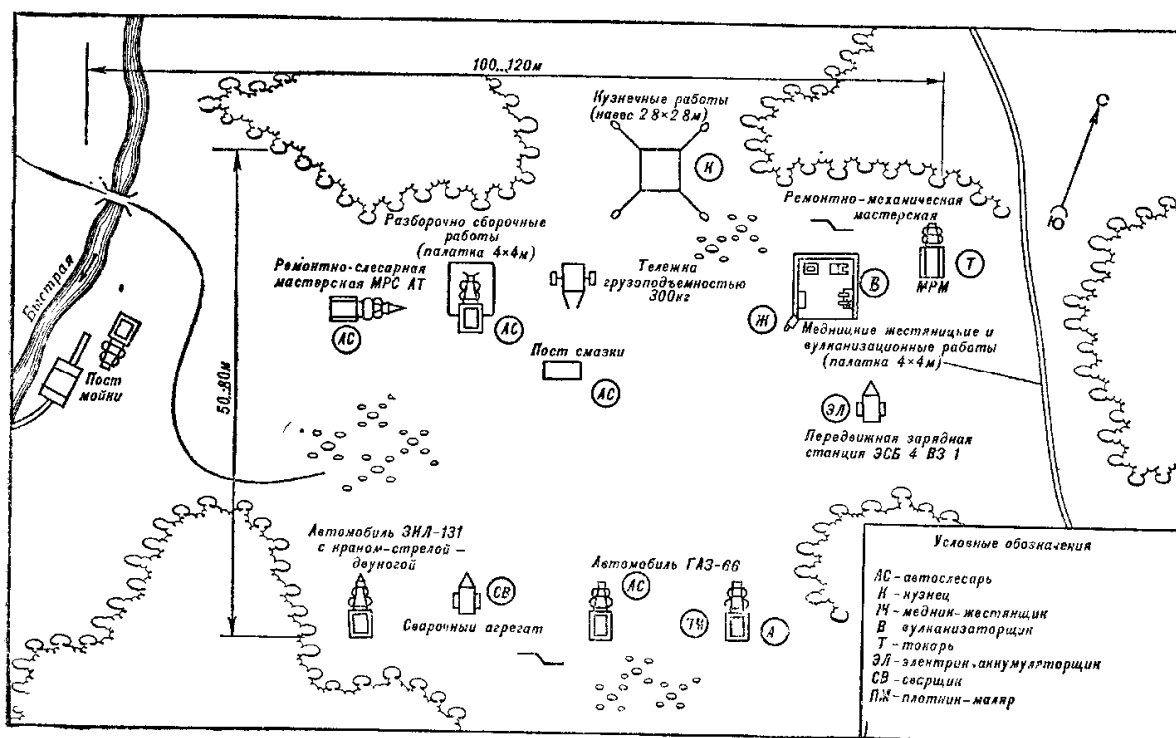 100...120м
Кузнечные работы
(навес 2 8×2 8м)
К
С
Ю
Ремонтно-механическая
мастерская
Разборочно сборочные
работы
(палатка 4×4м)
Ремонтно-слесарная
мастерская МРС АТ
Тележка
грузоподъемностью
300кг
В
Т
МРМ
Быстрая
АС
АС
Ж
Медницкие жестяницкие и
вулканизационные работы
(палатка 4×4м)
Пост смазки
АС
Пост
мойки
50...80м
ЭЛ
Передвижная зарядная
станция ЭСБ 4 ВЗ 1
Автомобиль ЗИЛ-131
с краном-стрелой —
двуногой
СВ
Сварочный агрегат
Автомобиль ГАЗ-66
АС
А
Условные обозначения
АС - автослесарь
К - кузнец
- медник-жестянщик
В вулканизаторщик
Т - токарь
ЭЛ - электрик.аккумуляторщик
СВ - сварщик
ПЖ - плотник-маляр